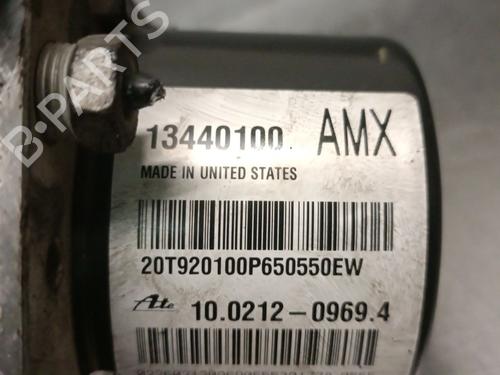 B-PARTS
13440100 AMX
MADE IN UNITED STATES
20T920100P650550EW
Ate 10.0212-0969.4